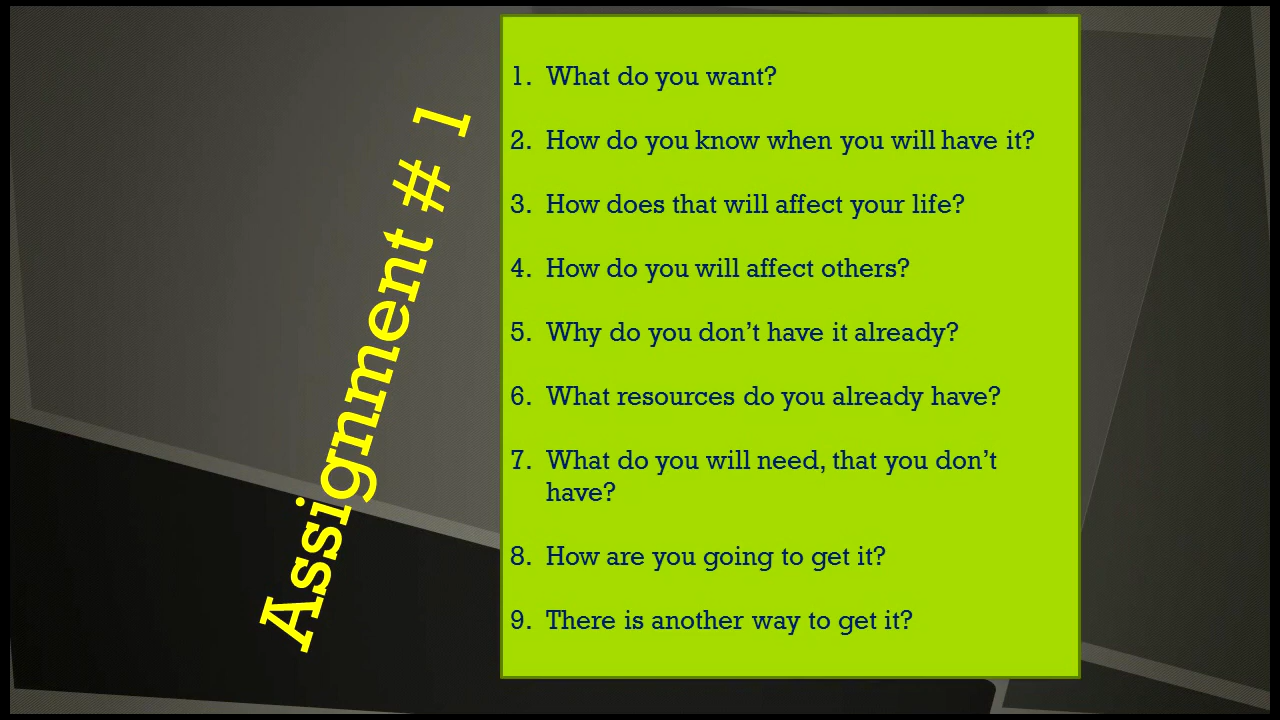 Assignment # 1
1. What do you want?
2. How do you know when you will have it?
3. How does that will affect your life?
4. How do you will affect others?
5. Why do you don’t have it already?
6. What resources do you already have?
7. What do you will need, that you don’t
have?
8. How are you going to get it?
9. There is another way to get it?